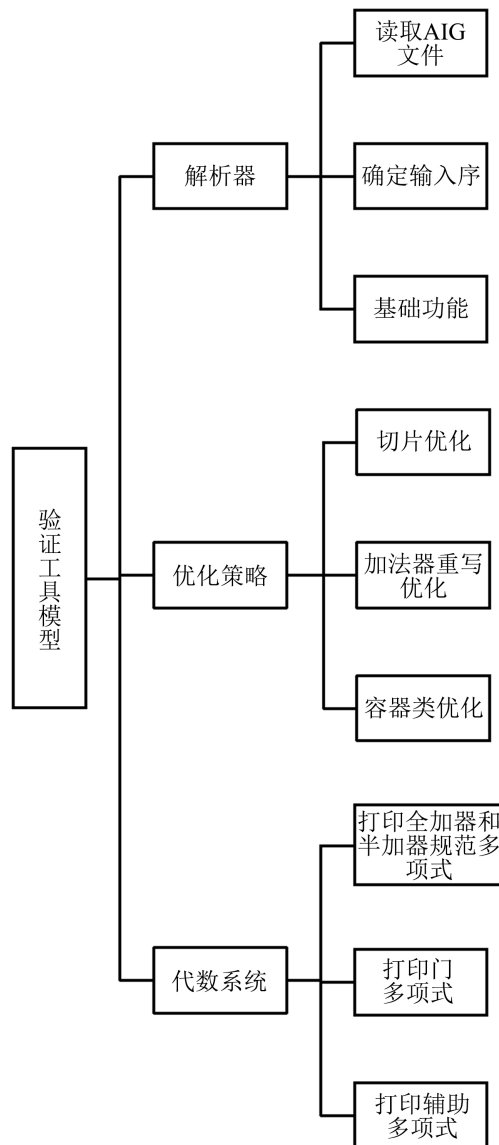 读取AIG
文件
解析器
确定输入序
基础功能
验证工具模型
优化策略
切片优化
加法器重写
优化
容器类优化
代数系统
打印全加器和
半加器规范多
项式
打印门
多项式
打印辅助
多项式